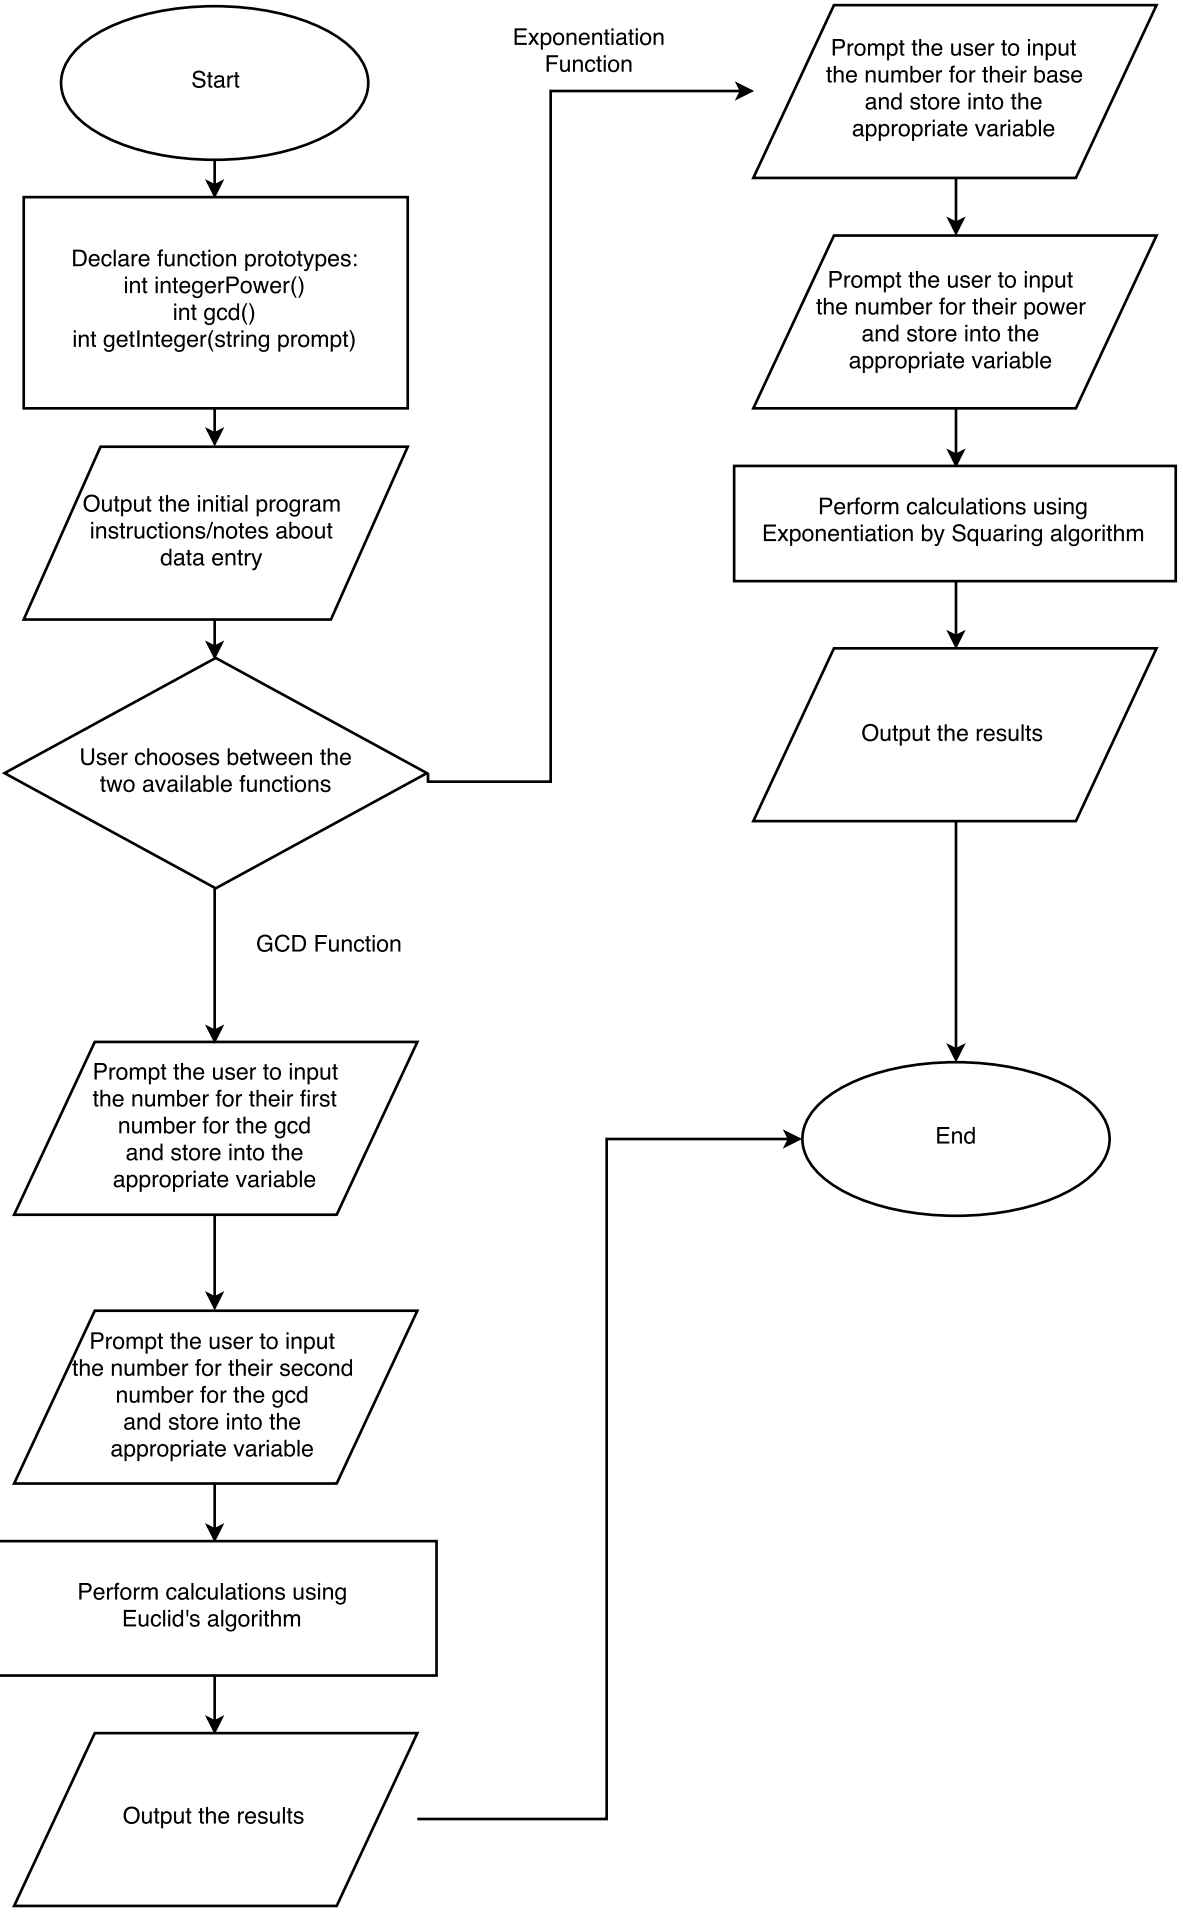 Start
Declare function prototypes:
int integerPower()
int gcd()
int getInteger(string prompt)
Output the initial program
instructions/notes about
data entry
User chooses between the
two available functions
Exponentiation
Function
Prompt the user to input
the number for their base
and store into the
appropriate variable
Prompt the user to input
the number for their power
and store into the
appropriate variable
Perform calculations using
Exponentiation by Squaring algorithm
Output the results
GCD Function
Prompt the user to input
the number for their first
number for the gcd
and store into the
appropriate variable
Prompt the user to input
the number for their second
number for the gcd
and store into the
appropriate variable
Perform calculations using
Euclid's algorithm
Output the results
End